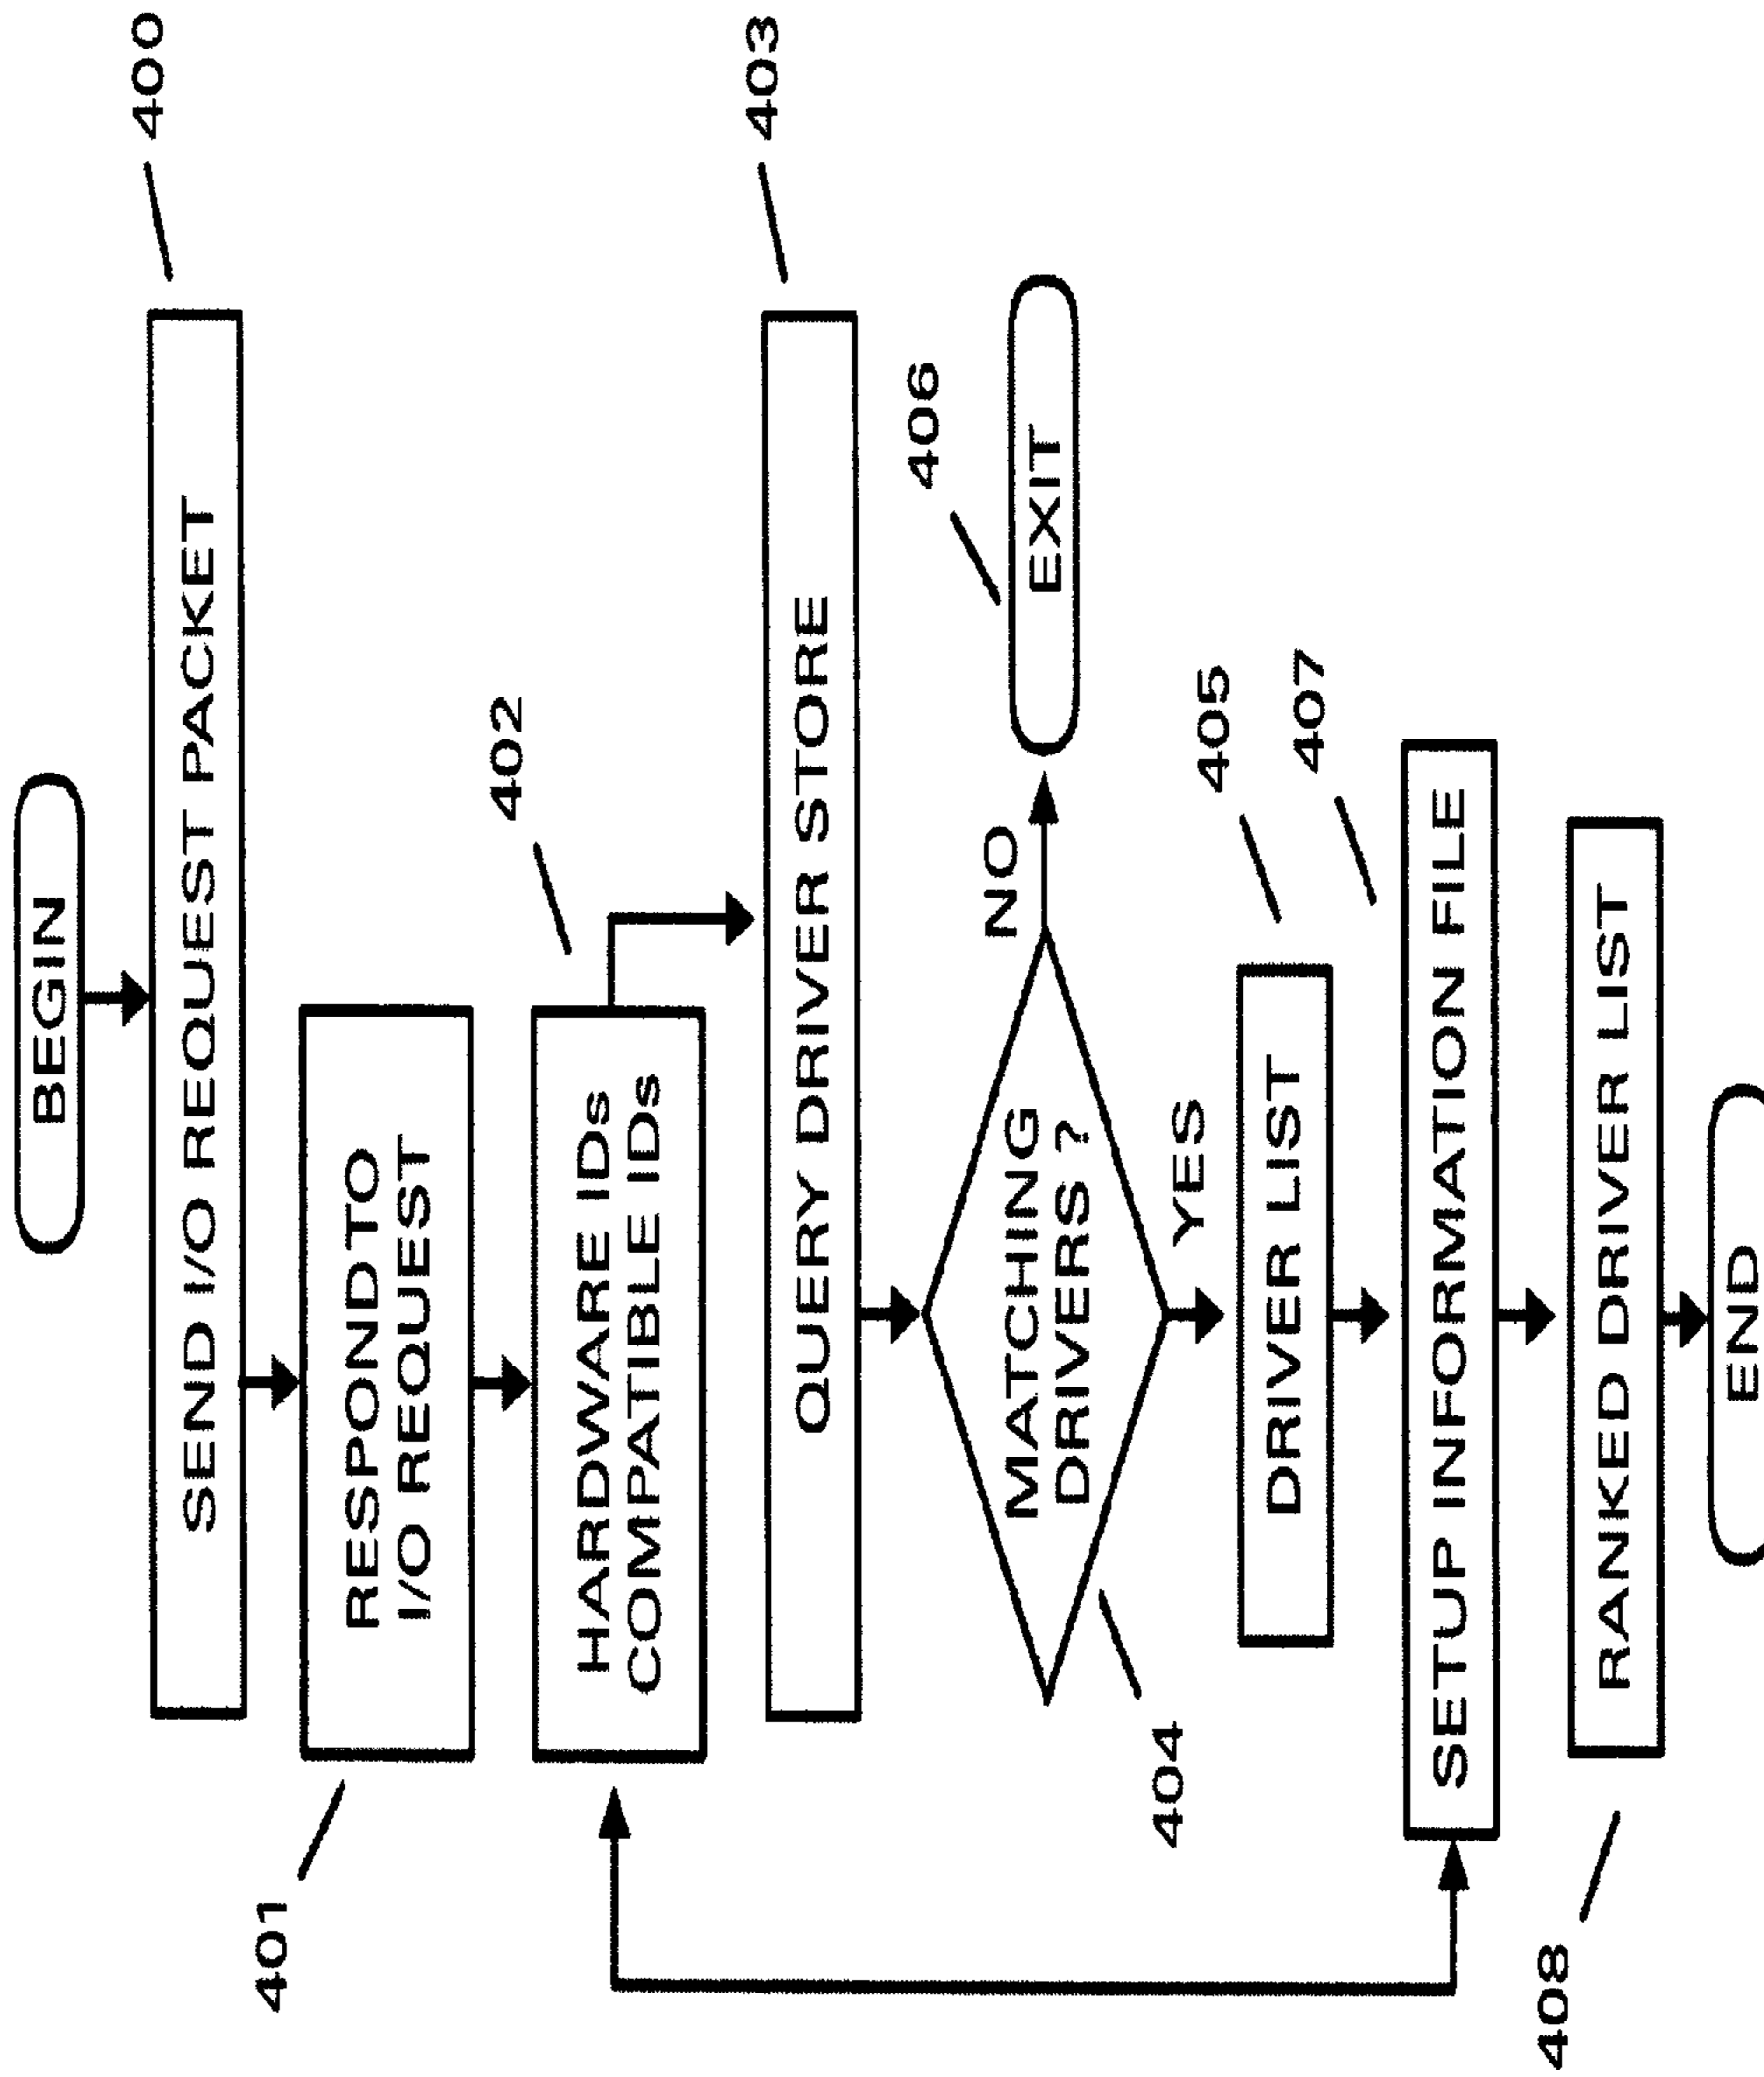 BEGIN
400
SEND I/O REQUEST PACKET
401
RESPOND TO
I/O REQUEST
402
HARDWARE IDs
COMPATIBLE IDs
403
QUERY DRIVER STORE
404
MATCHING
DRIVERS ?
NO
406
EXIT
YES
405
DRIVER LIST
407
SETUP INFORMATION FILE
408
RANKED DRIVER LIST
END